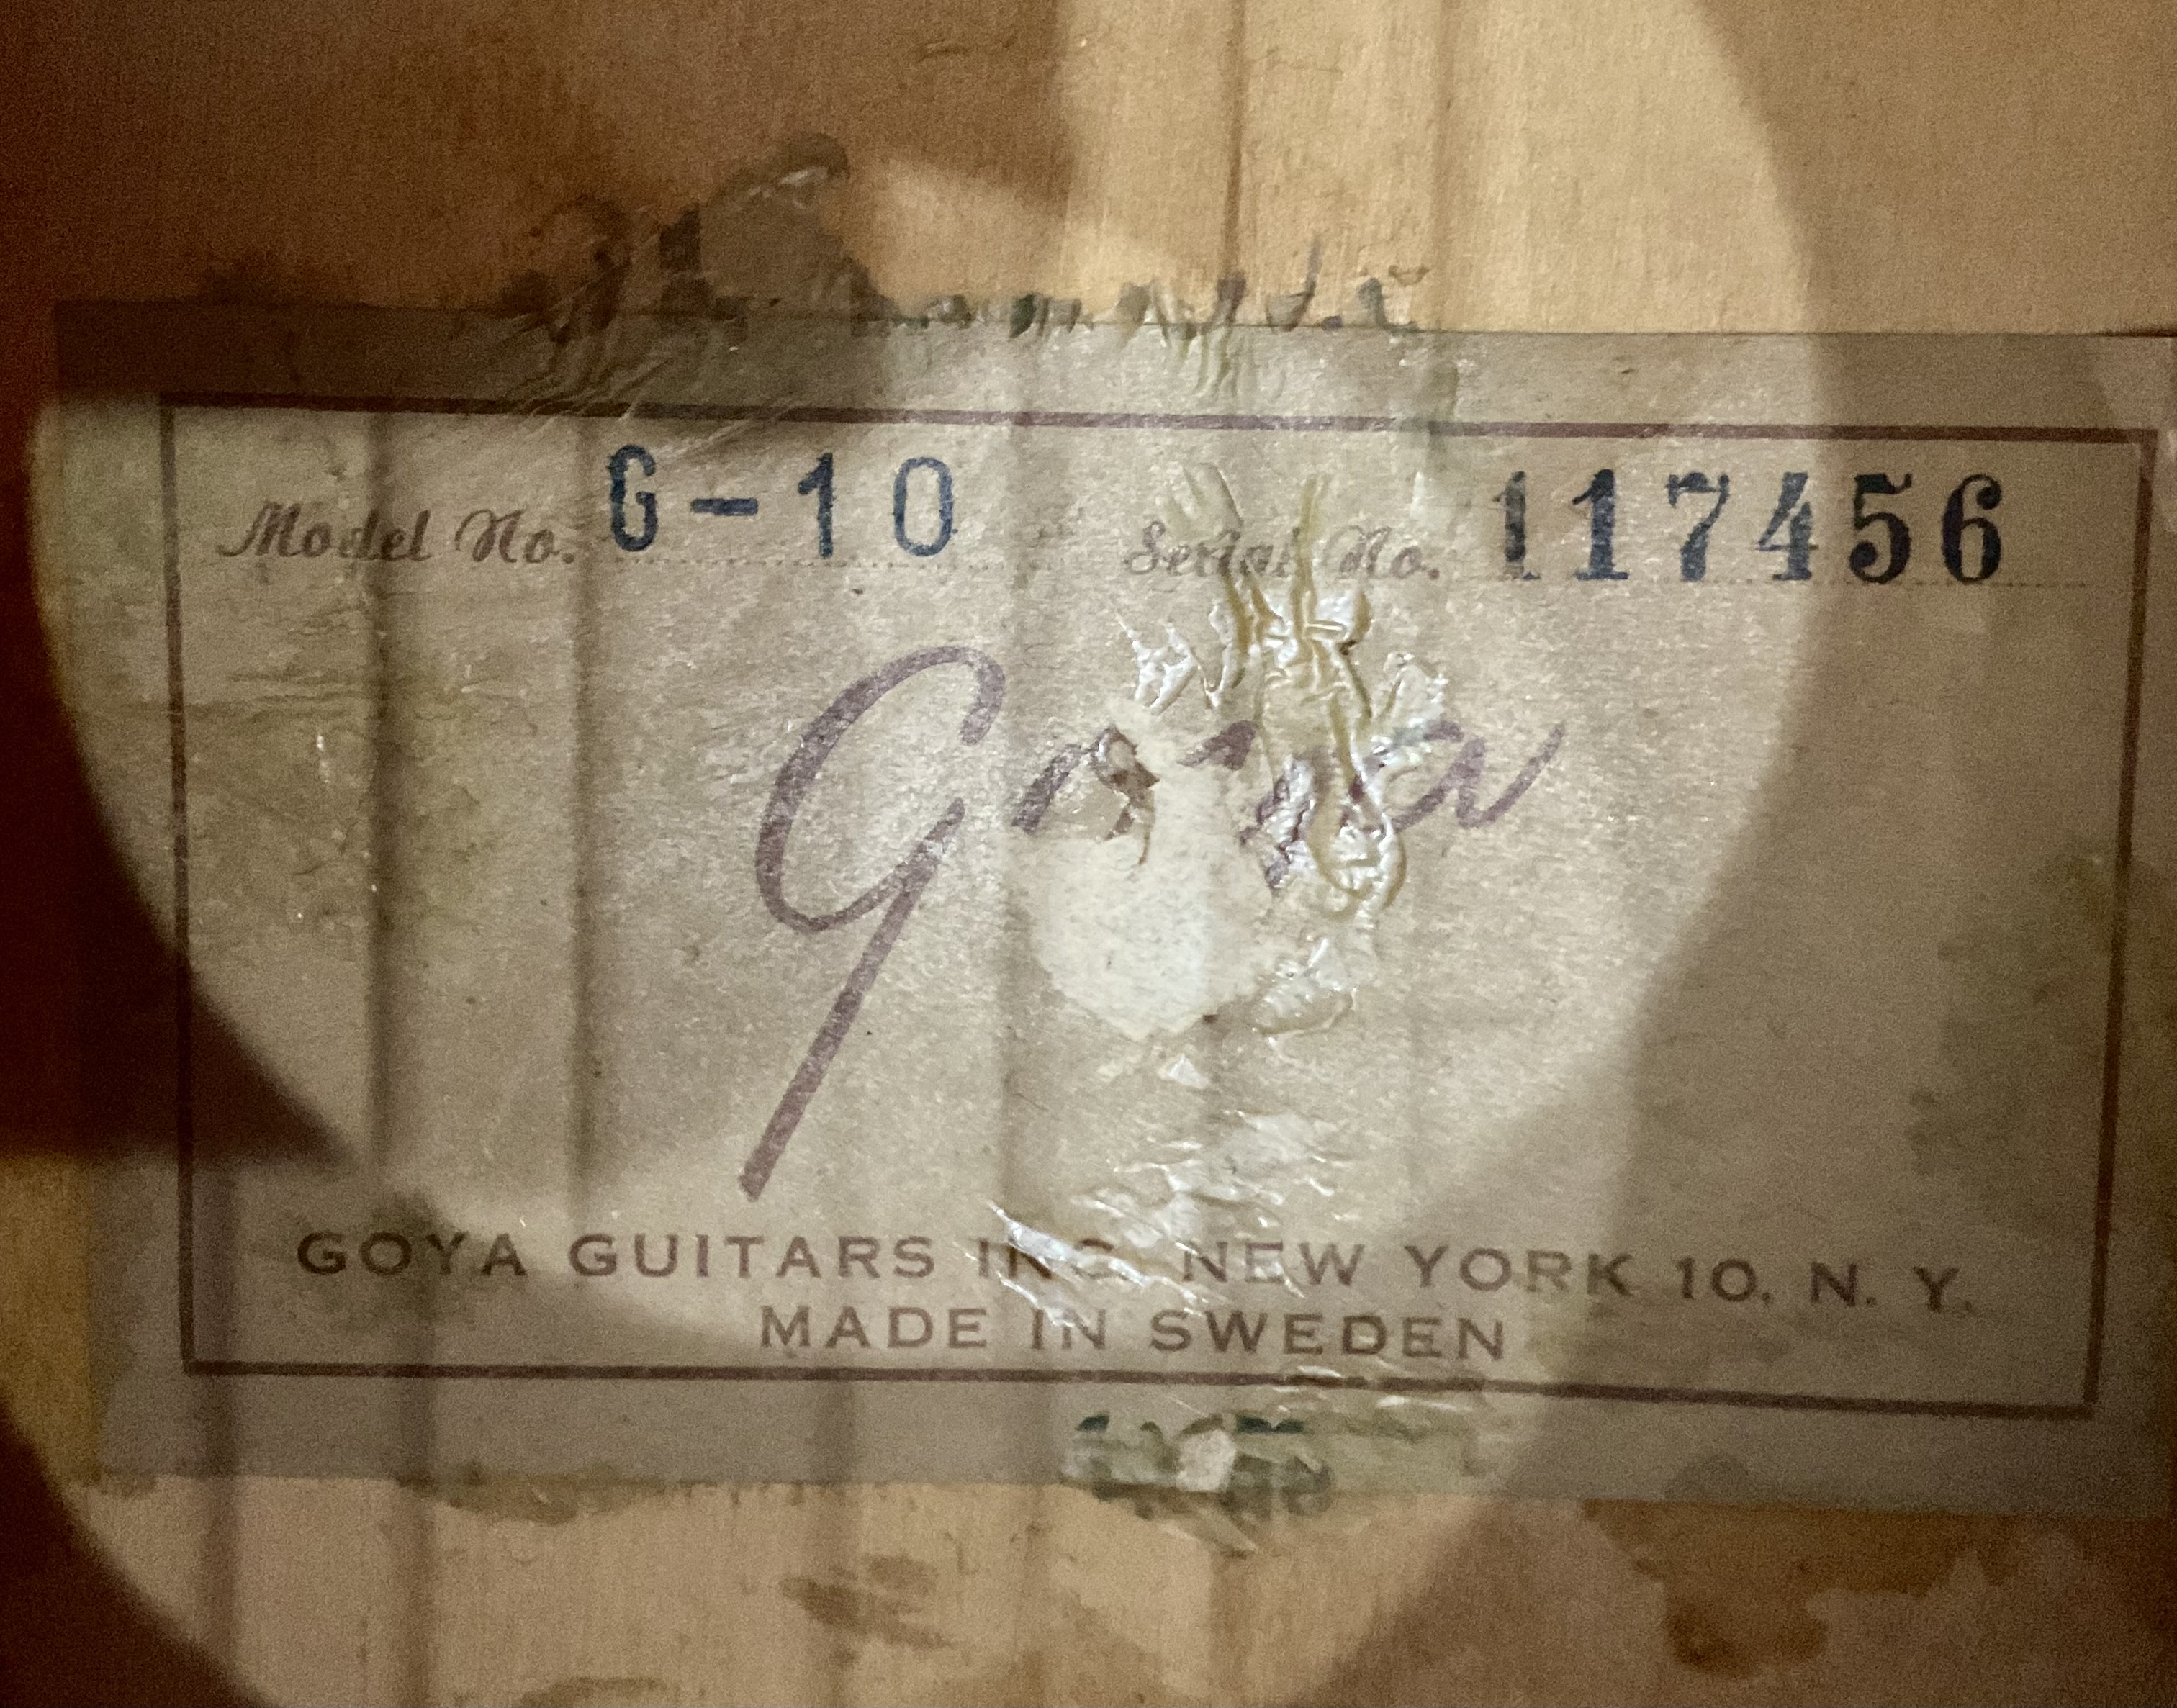 Model No. G-10 Serial No. 117456
Goya
GOYA GUITARS INC. NEW YORK 10, N. Y.
MADE IN SWEDEN